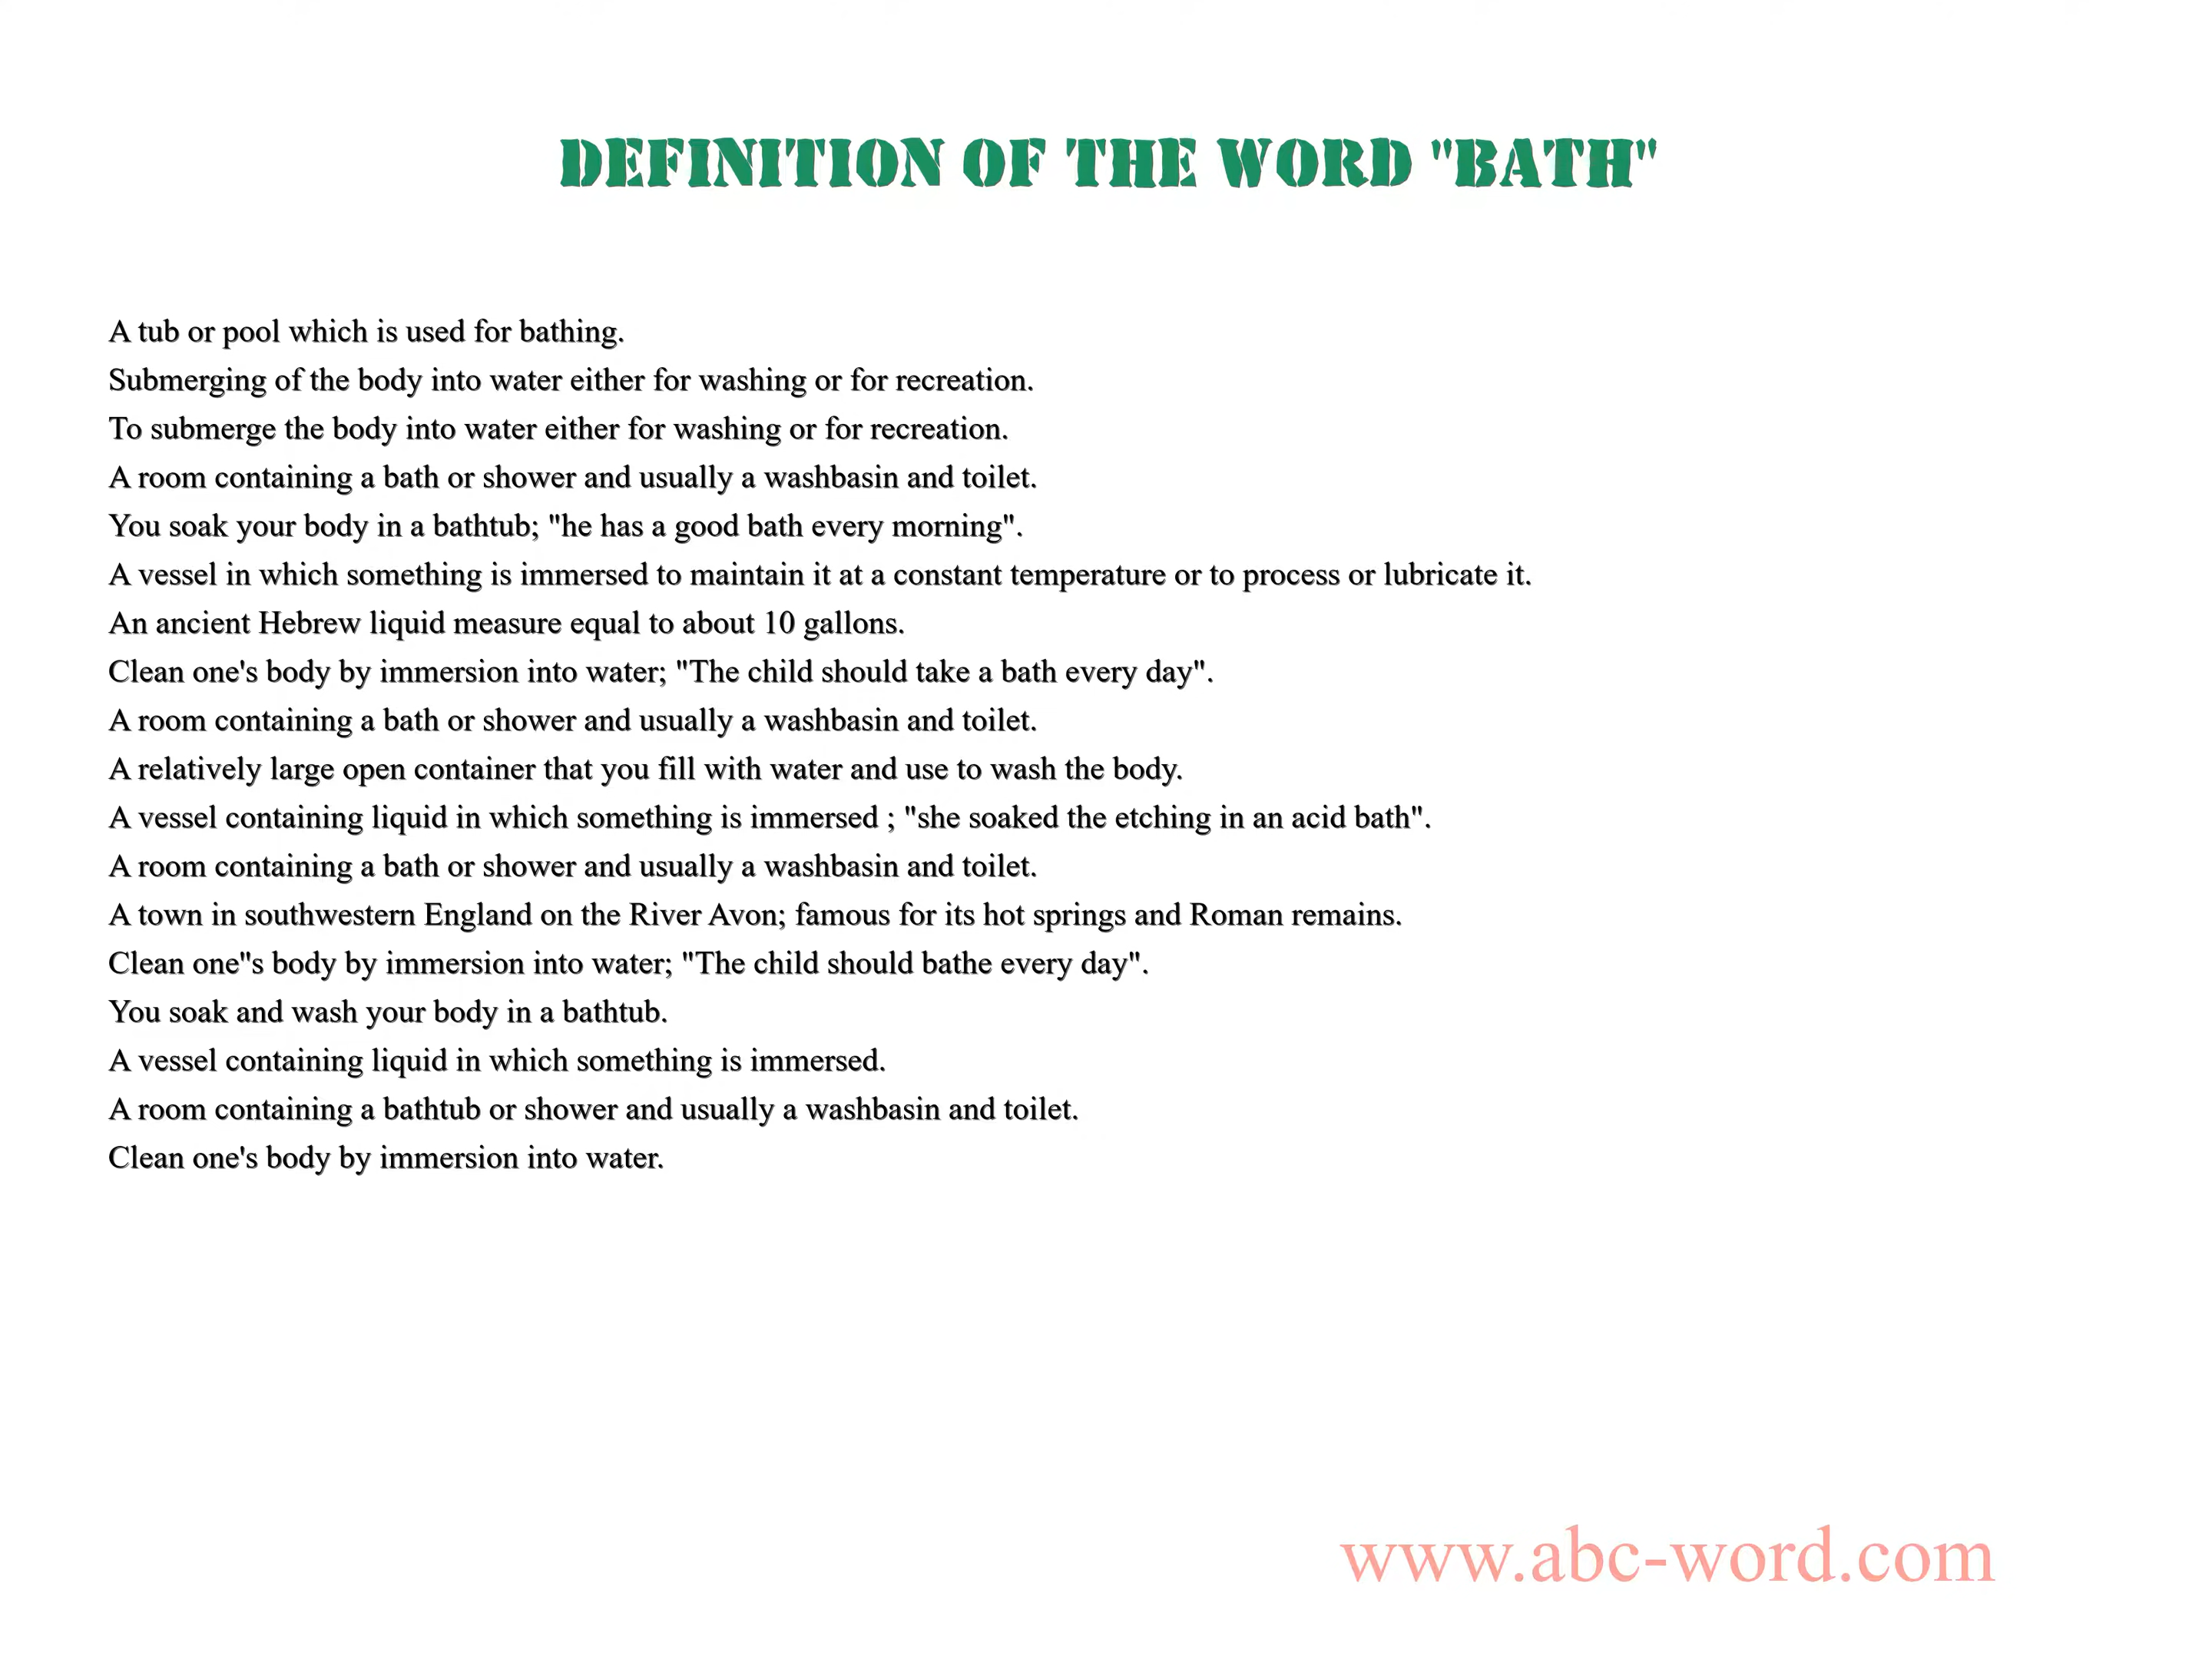 DEFINITION OF THE WORD "BATH"
A tub or pool which is used for bathing.
Submerging of the body into water either for washing or for recreation.
To submerge the body into water either for washing or for recreation.
A room containing a bath or shower and usually a washbasin and toilet.
You soak your body in a bathtub; "he has a good bath every morning".
A vessel in which something is immersed to maintain it at a constant temperature or to process or lubricate it.
An ancient Hebrew liquid measure equal to about 10 gallons.
Clean one's body by immersion into water; "The child should take a bath every day".
A room containing a bath or shower and usually a washbasin and toilet.
A relatively large open container that you fill with water and use to wash the body.
A vessel containing liquid in which something is immersed ; "she soaked the etching in an acid bath".
A room containing a bath or shower and usually a washbasin and toilet.
A town in southwestern England on the River Avon; famous for its hot springs and Roman remains.
Clean one"s body by immersion into water; "The child should bathe every day".
You soak and wash your body in a bathtub.
A vessel containing liquid in which something is immersed.
A room containing a bathtub or shower and usually a washbasin and toilet.
Clean one's body by immersion into water.
www.abc-word.com